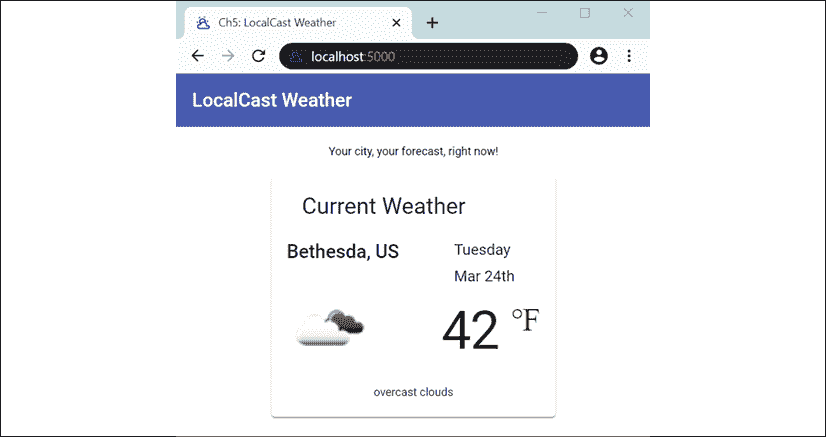 Ch5: LocalCast Weather
localhost:5000
LocalCast Weather
Your city, your forecast, right now!
Current Weather
Bethesda, US
Tuesday
Mar 24th
42 °F
overcast clouds